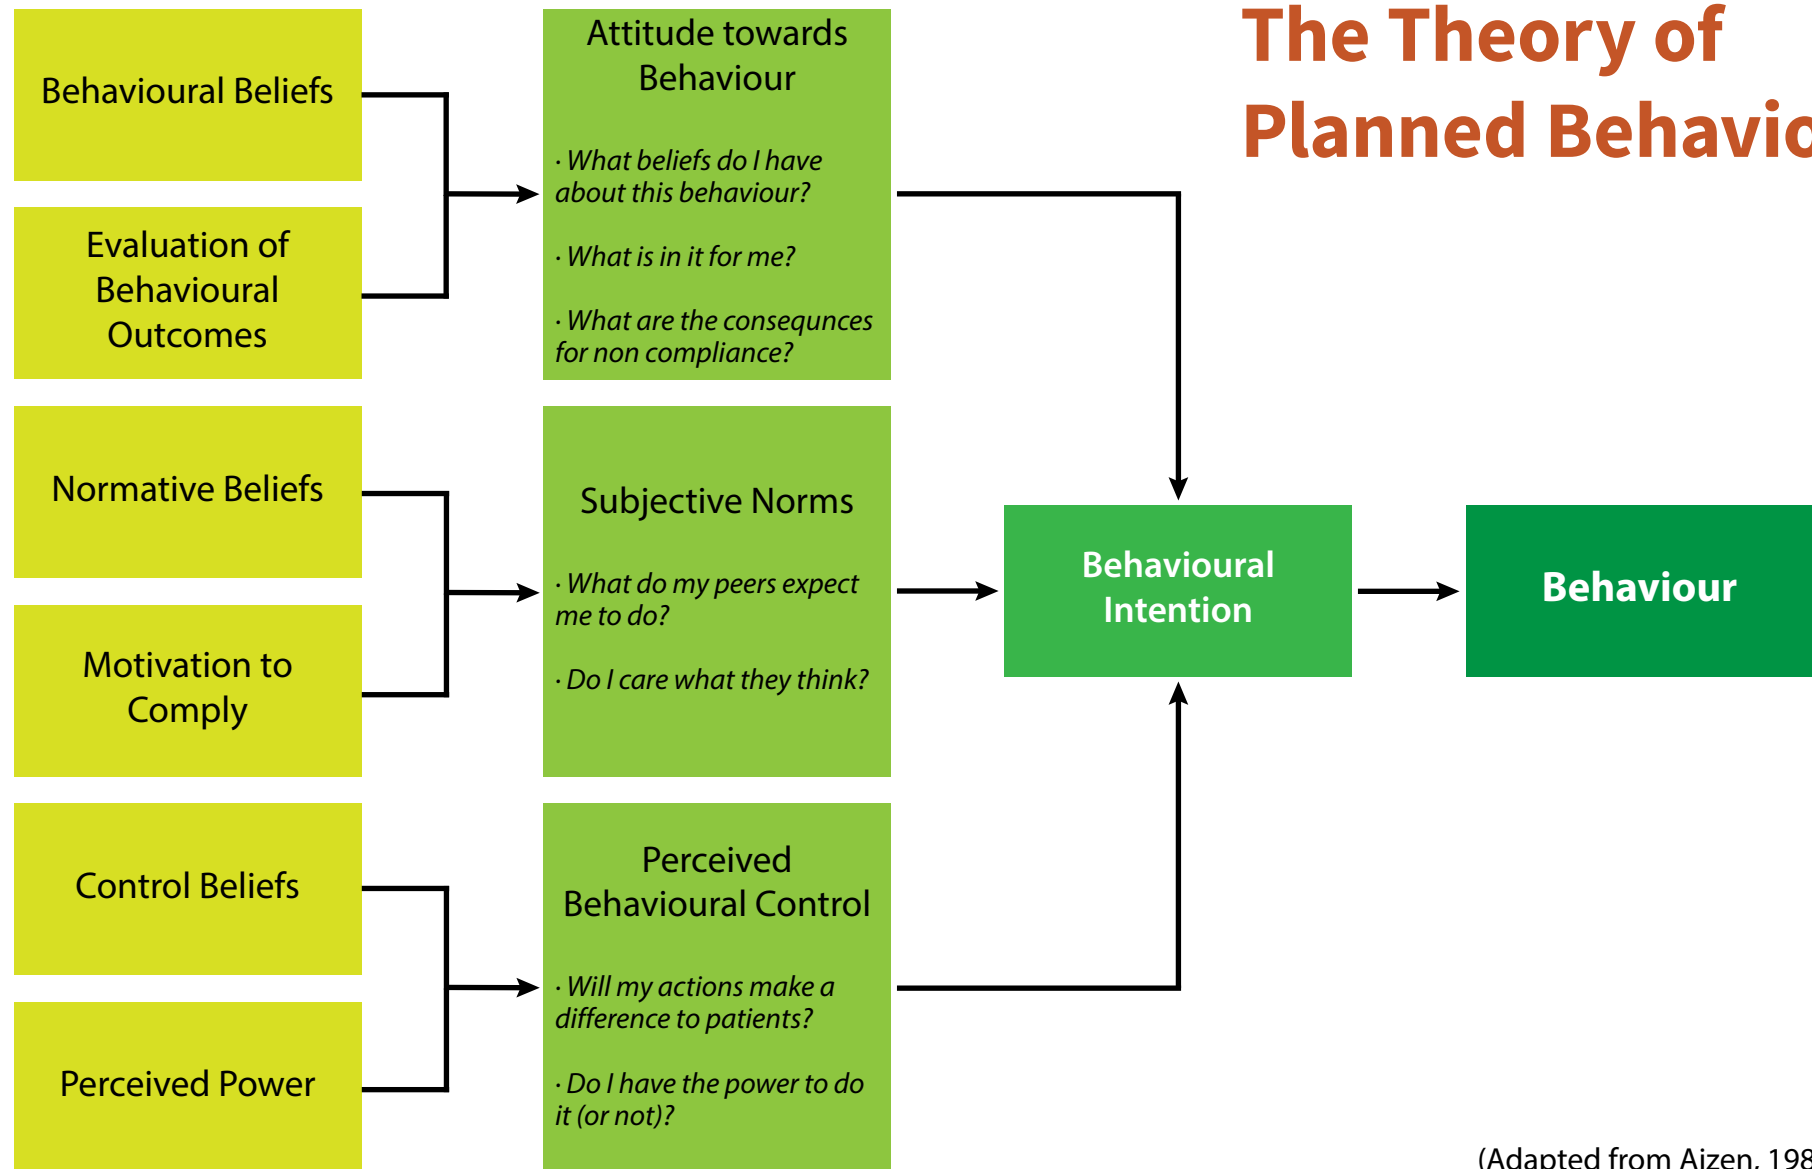 The Theory of
Planned Behavio
Behavioural Beliefs
Evaluation of
Behavioural
Outcomes
Attitude towards
Behaviour
· What beliefs do I have
about this behaviour?
· What is in it for me?
· What are the consequnces
for non compliance?
Normative Beliefs
Motivation to
Comply
Subjective Norms
· What do my peers expect
me to do?
· Do I care what they think?
Control Beliefs
Perceived Power
Perceived
Behavioural Control
· Will my actions make a
difference to patients?
· Do I have the power to do
it (or not)?
Behavioural
Intention
Behaviour
(Adapted from Ajzen, 198